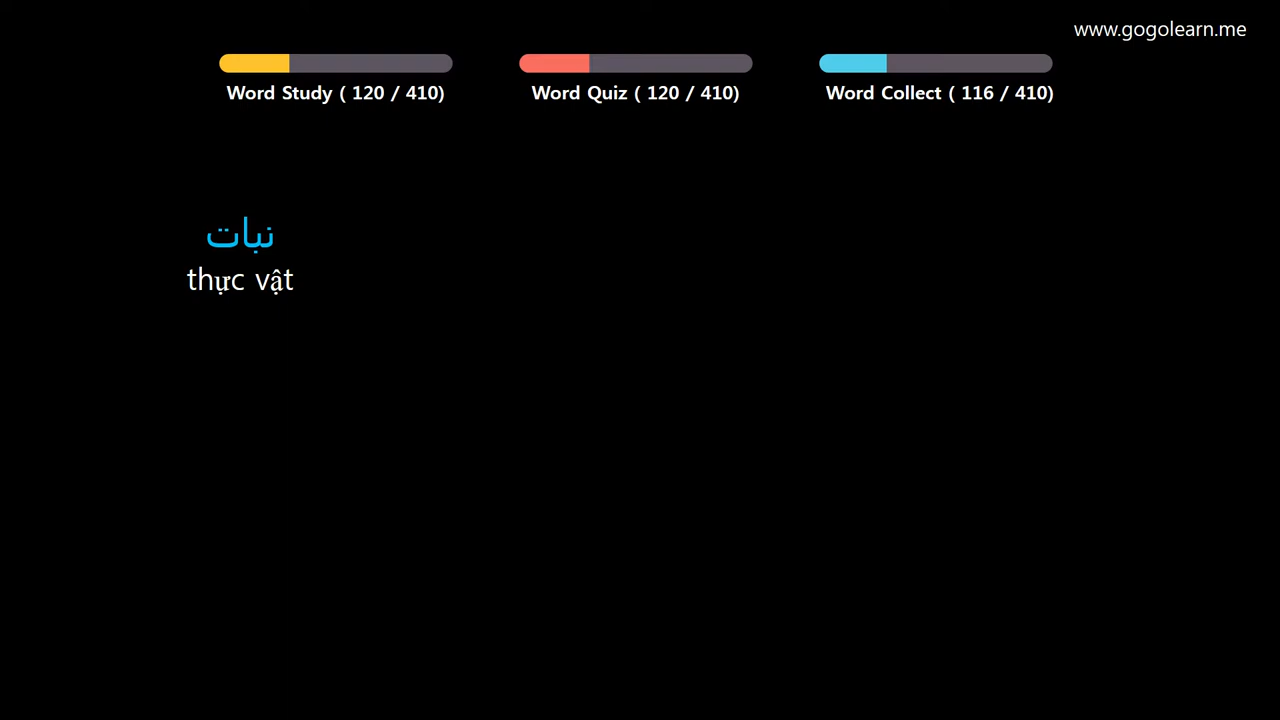 www.gogolearn.me
Word Study ( 120 / 410)
Word Quiz ( 120 / 410)
Word Collect ( 116 / 410)
نبات
thực vật